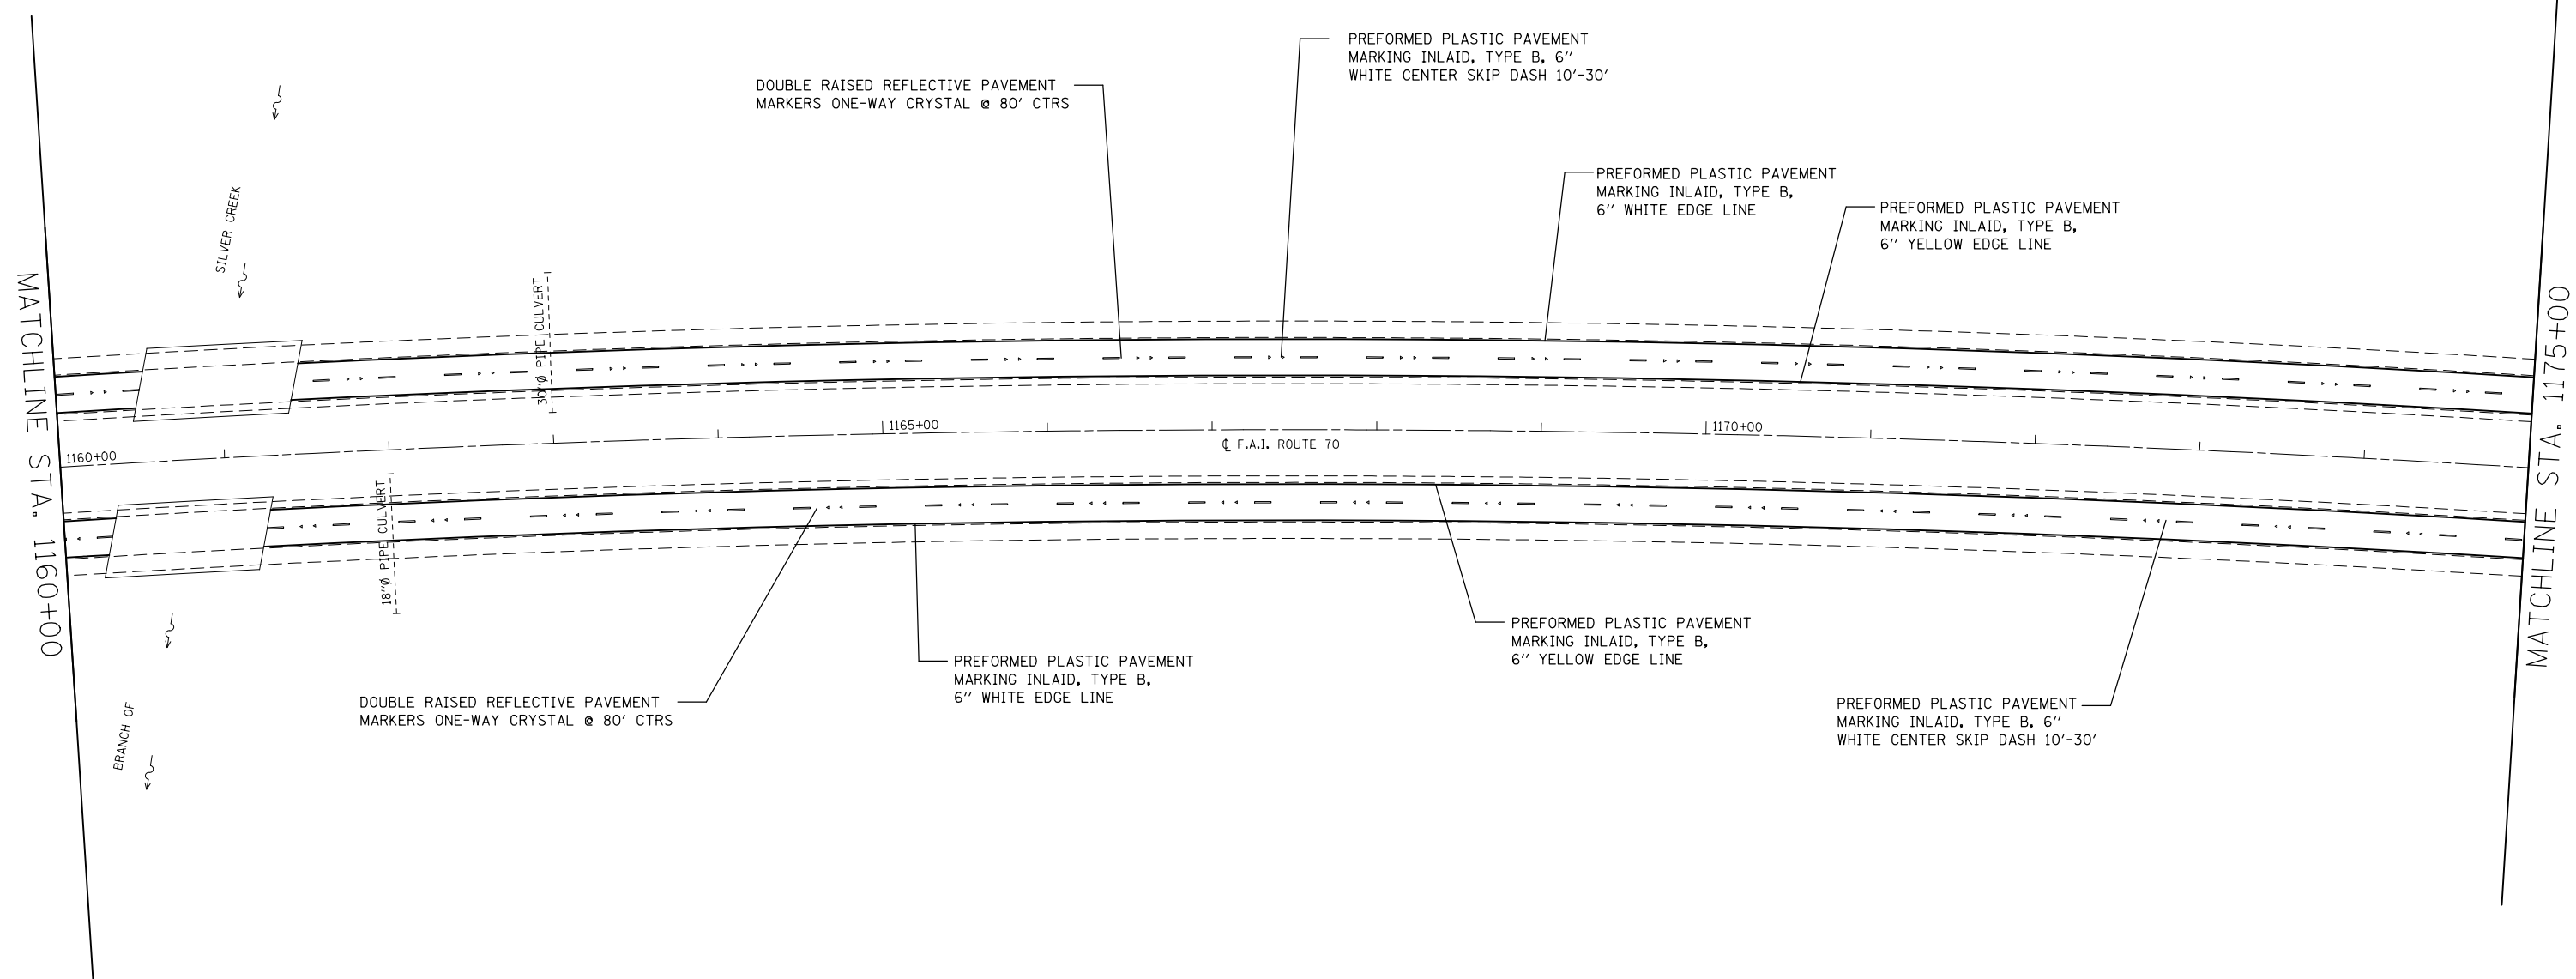 PREFORMED PLASTIC PAVEMENT
MARKING INLAID, TYPE B, 6"
WHITE CENTER SKIP DASH 10'-30'
DOUBLE RAISED REFLECTIVE PAVEMENT
MARKERS ONE-WAY CRYSTAL @ 80' CTRS
PREFORMED PLASTIC PAVEMENT
MARKING INLAID, TYPE B,
6" WHITE EDGE LINE
PREFORMED PLASTIC PAVEMENT
MARKING INLAID, TYPE B,
6" YELLOW EDGE LINE
SILVER CREEK
MATCHLINE STA. 1160+00
30"Ø PIPE CULVERT
MATCHLINE STA. 1175+00
1160+00
1165+00
1170+00
℄ F.A.I. ROUTE 70
18"Ø PIPE CULVERT
PREFORMED PLASTIC PAVEMENT
MARKING INLAID, TYPE B,
6" YELLOW EDGE LINE
PREFORMED PLASTIC PAVEMENT
MARKING INLAID, TYPE B,
6" WHITE EDGE LINE
DOUBLE RAISED REFLECTIVE PAVEMENT
MARKERS ONE-WAY CRYSTAL @ 80' CTRS
PREFORMED PLASTIC PAVEMENT
MARKING INLAID, TYPE B, 6"
WHITE CENTER SKIP DASH 10'-30'
BRANCH OF